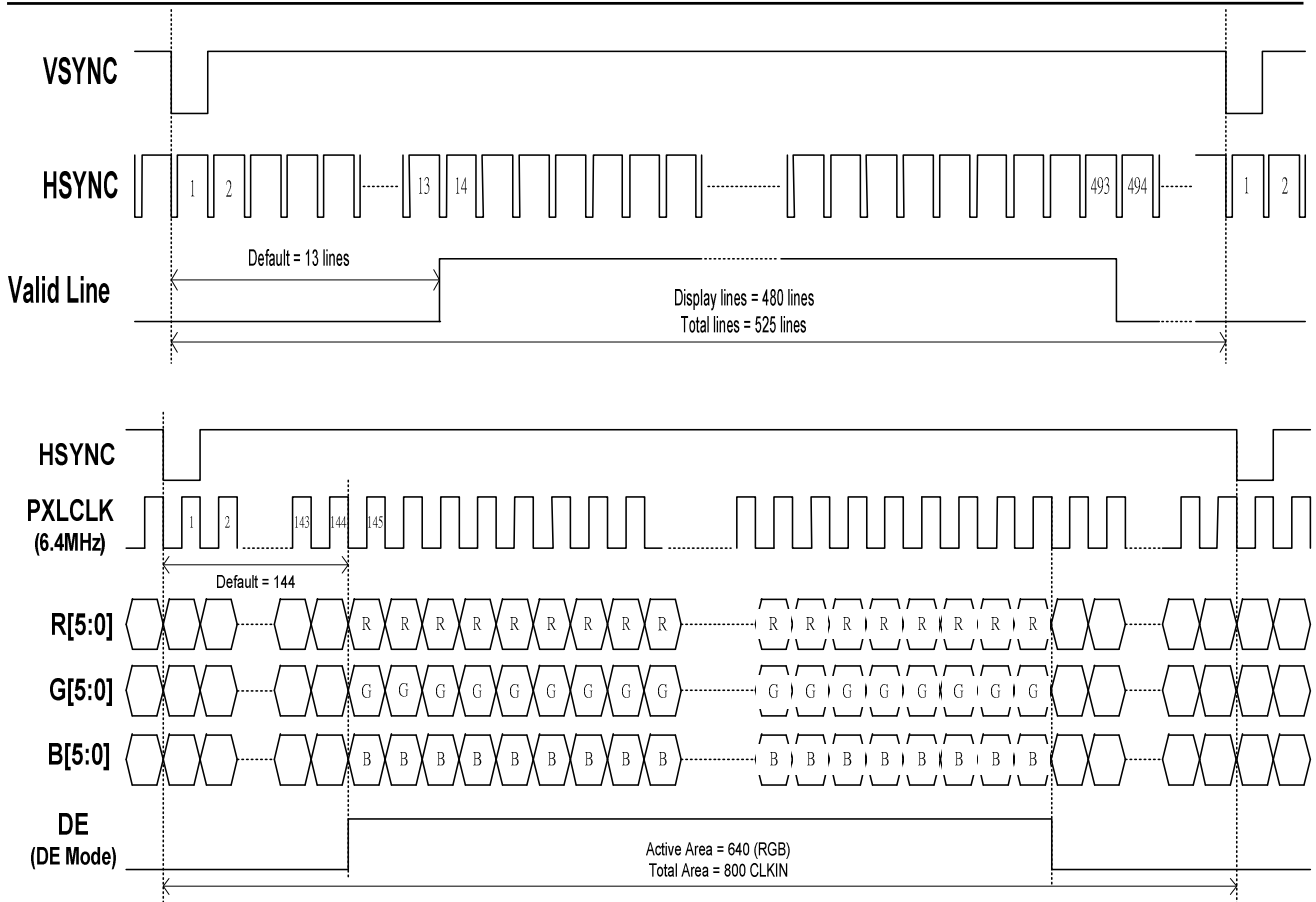 VSYNC
HSYNC
1 2 13 14 493 494 1 2
Default = 13 lines
Valid Line
Display lines = 480 lines
Total lines = 525 lines
HSYNC
PXLCLK
(6.4MHz)
1 2 143 144 145
Default = 144
R[5:0]
R R R R R R R R R R R R R R R R R
G[5:0]
G G G G G G G G G G G G G G G G G
B[5:0]
B B B B B B B B B B B B B B B B B
DE
(DE Mode)
Active Area = 640 (RGB)
Total Area = 800 CLKIN